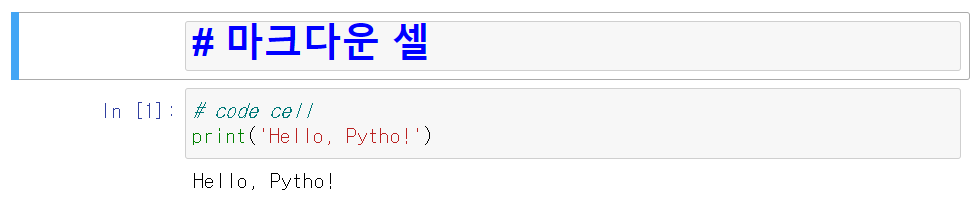 # 마크다운 셀
In [1]:
# code cell
print('Hello, Pytho!')
Hello, Pytho!